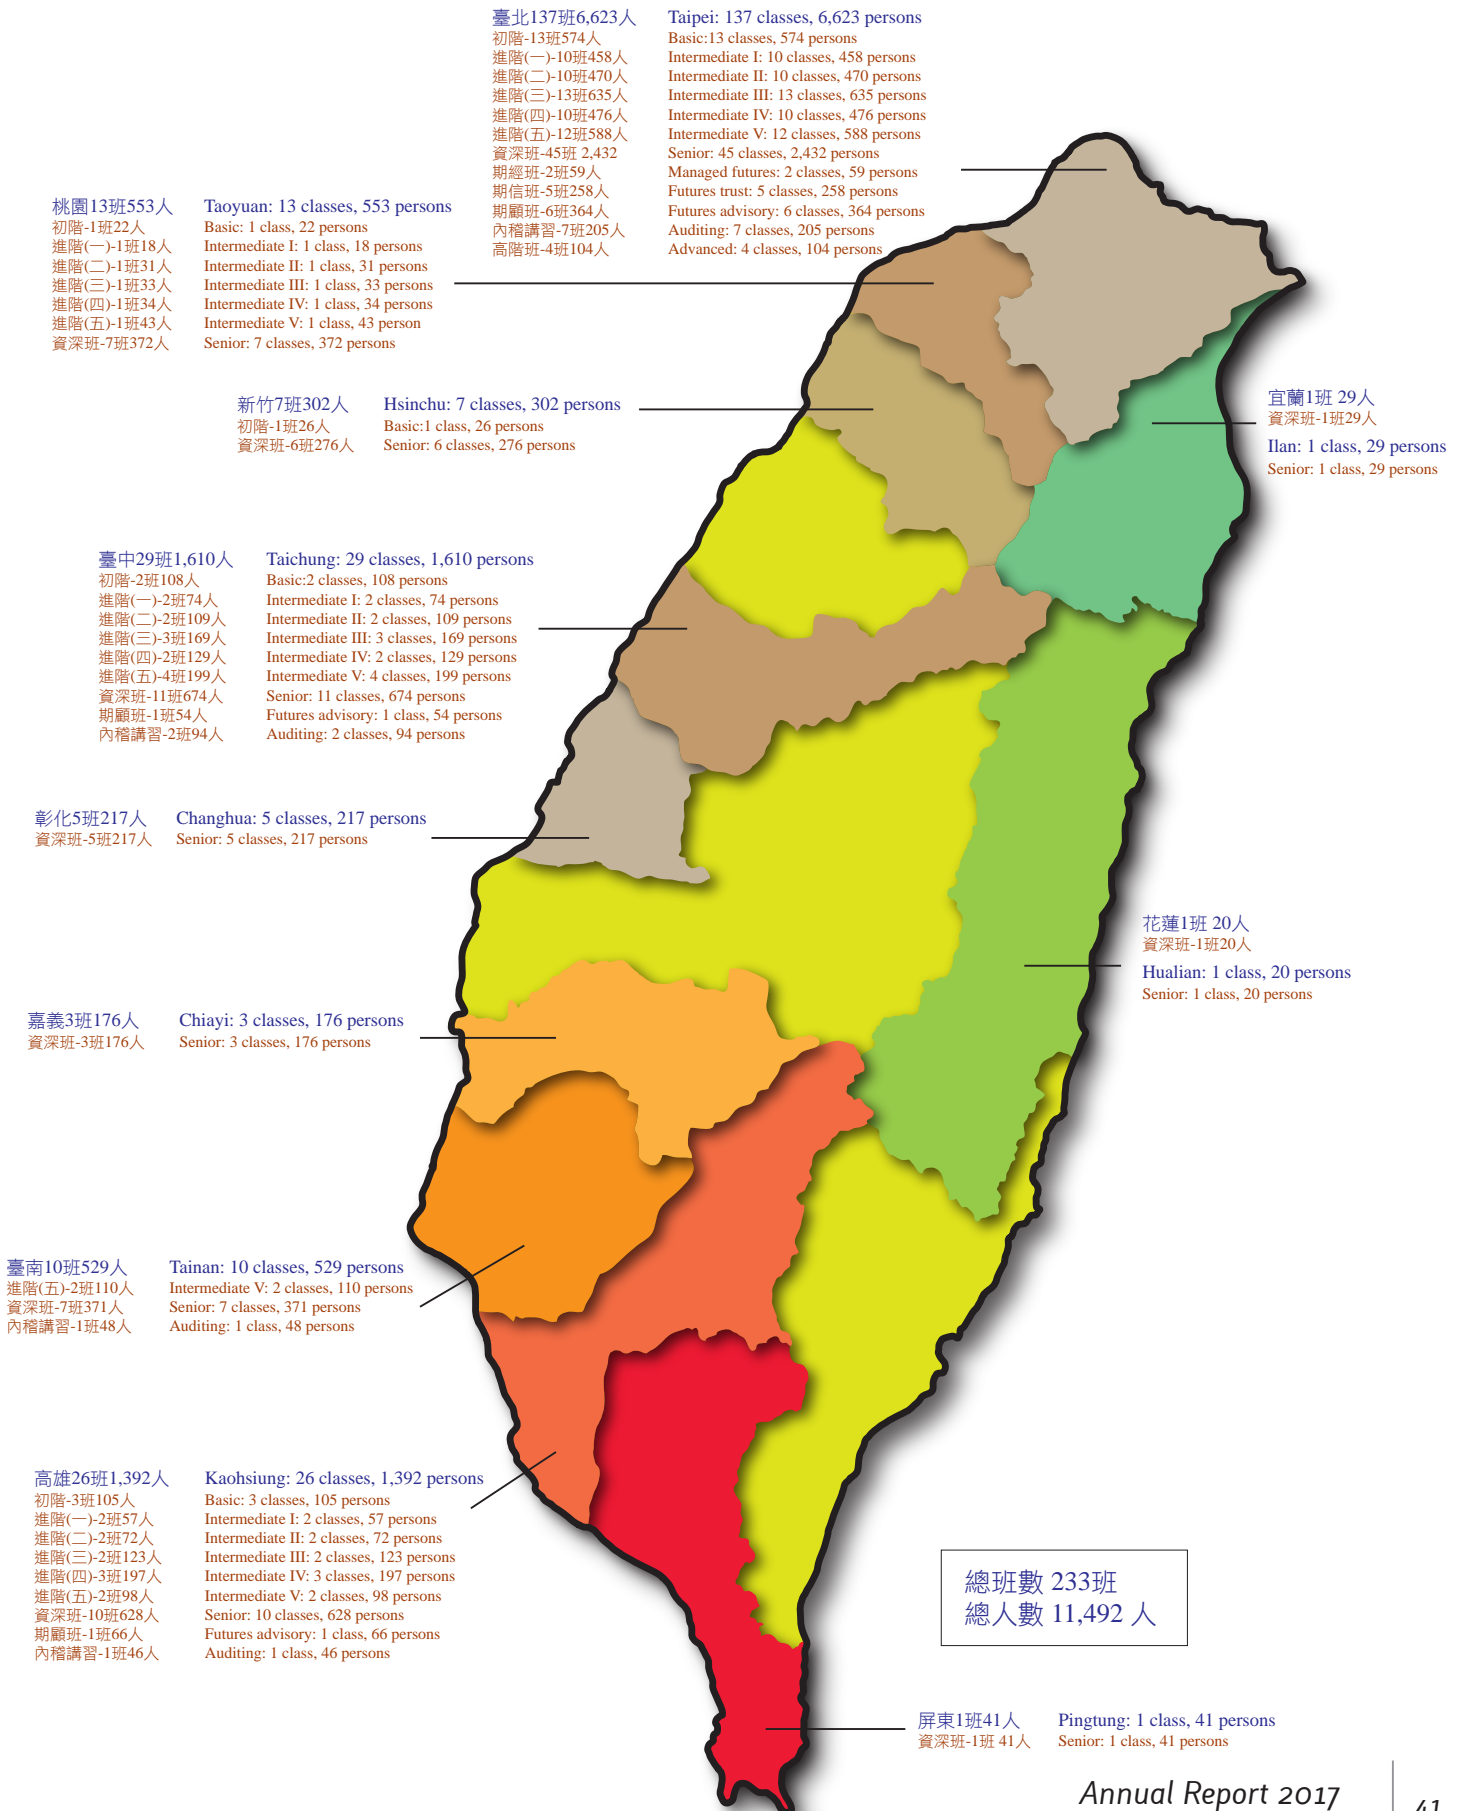 臺北137班6,623人
初階-13班574人
進階(一)-10班458人
進階(二)-10班470人
進階(三)-13班635人
進階(四)-10班476人
進階(五)-12班588人
資深班-45班 2,432
期經班-2班59人
期信班-5班258人
期顧班-6班364人
內稽講習-7班205人
高階班-4班104人
Taipei: 137 classes, 6,623 persons
Basic:13 classes, 574 persons
Intermediate I: 10 classes, 458 persons
Intermediate II: 10 classes, 470 persons
Intermediate III: 13 classes, 635 persons
Intermediate IV: 10 classes, 476 persons
Intermediate V: 12 classes, 588 persons
Senior: 45 classes, 2,432 persons
Managed futures: 2 classes, 59 persons
Futures trust: 5 classes, 258 persons
Futures advisory: 6 classes, 364 persons
Auditing: 7 classes, 205 persons
Advanced: 4 classes, 104 persons
桃園13班553人
初階-1班22人
進階(一)-1班18人
進階(二)-1班31人
進階(三)-1班33人
進階(四)-1班34人
進階(五)-1班43人
資深班-7班372人
Taoyuan: 13 classes, 553 persons
Basic: 1 class, 22 persons
Intermediate I: 1 class, 18 persons
Intermediate II: 1 class, 31 persons
Intermediate III: 1 class, 33 persons
Intermediate IV: 1 class, 34 persons
Intermediate V: 1 class, 43 person
Senior: 7 classes, 372 persons
新竹7班302人
初階-1班26人
資深班-6班276人
Hsinchu: 7 classes, 302 persons
Basic:1 class, 26 persons
Senior: 6 classes, 276 persons
宜蘭1班 29人
資深班-1班29人
Ilan: 1 class, 29 persons
Senior: 1 class, 29 persons
臺中29班1,610人
初階-2班108人
進階(一)-2班74人
進階(二)-2班109人
進階(三)-3班169人
進階(四)-2班129人
進階(五)-4班199人
資深班-11班674人
期顧班-1班54人
內稽講習-2班94人
Taichung: 29 classes, 1,610 persons
Basic:2 classes, 108 persons
Intermediate I: 2 classes, 74 persons
Intermediate II: 2 classes, 109 persons
Intermediate III: 3 classes, 169 persons
Intermediate IV: 2 classes, 129 persons
Intermediate V: 4 classes, 199 persons
Senior: 11 classes, 674 persons
Futures advisory: 1 class, 54 persons
Auditing: 2 classes, 94 persons
彰化5班217人
資深班-5班217人
Changhua: 5 classes, 217 persons
Senior: 5 classes, 217 persons
花蓮1班 20人
資深班-1班20人
Hualian: 1 class, 20 persons
Senior: 1 class, 20 persons
嘉義3班176人
資深班-3班176人
Chiayi: 3 classes, 176 persons
Senior: 3 classes, 176 persons
臺南10班529人
進階(五)-2班110人
資深班-7班371人
內稽講習-1班48人
Tainan: 10 classes, 529 persons
Intermediate V: 2 classes, 110 persons
Senior: 7 classes, 371 persons
Auditing: 1 class, 48 persons
高雄26班1,392人
初階-3班105人
進階(一)-2班57人
進階(二)-2班72人
進階(三)-2班123人
進階(四)-3班197人
進階(五)-2班98人
資深班-10班628人
期顧班-1班66人
內稽講習-1班46人
Kaohsiung: 26 classes, 1,392 persons
Basic: 3 classes, 105 persons
Intermediate I: 2 classes, 57 persons
Intermediate II: 2 classes, 72 persons
Intermediate III: 2 classes, 123 persons
Intermediate IV: 3 classes, 197 persons
Intermediate V: 2 classes, 98 persons
Senior: 10 classes, 628 persons
Futures advisory: 1 class, 66 persons
Auditing: 1 class, 46 persons
總班數 233班
總人數 11,492 人
屏東1班41人
資深班-1班 41人
Pingtung: 1 class, 41 persons
Senior: 1 class, 41 persons
Annual Report 2017
41